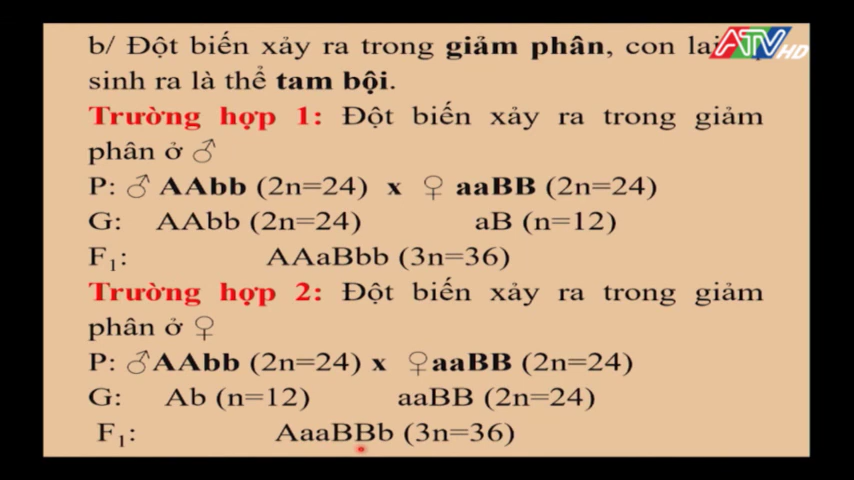 b/ Đột biến xảy ra trong giảm phân, con lai
sinh ra là thể tam bội.
Trường hợp 1: Đột biến xảy ra trong giảm
phân ở ♂
P: ♂ AAbb (2n=24) x ♀ aaBB (2n=24)
G: AAbb (2n=24) aB (n=12)
F₁: AAaBbb (3n=36)
Trường hợp 2: Đột biến xảy ra trong giảm
phân ở ♀
P: ♂AAbb (2n=24) x ♀aaBB (2n=24)
G: Ab (n=12) aaBB (2n=24)
F₁: AaaBBb (3n=36)
ATV HD